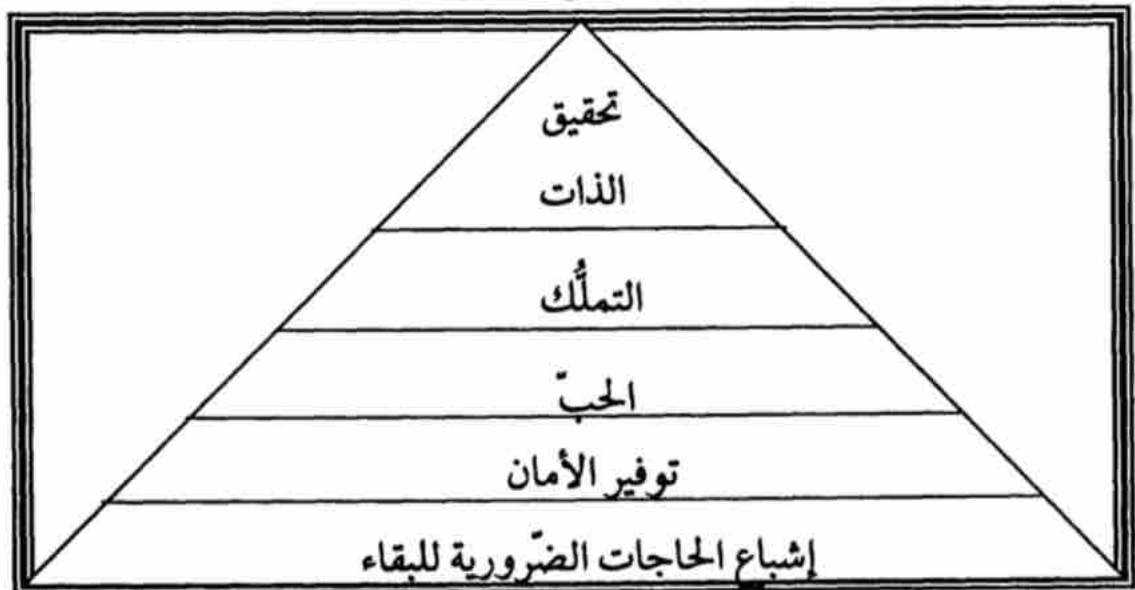 تحقيق
الذات
التملُّك
الحبّ
توفير الأمان
إشباع الحاجات الضّرورية للبقاء